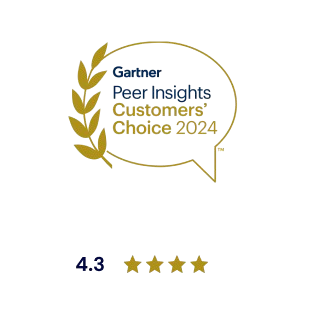 Gartner
Peer Insights
Customers’
Choice 2024
™
4.3